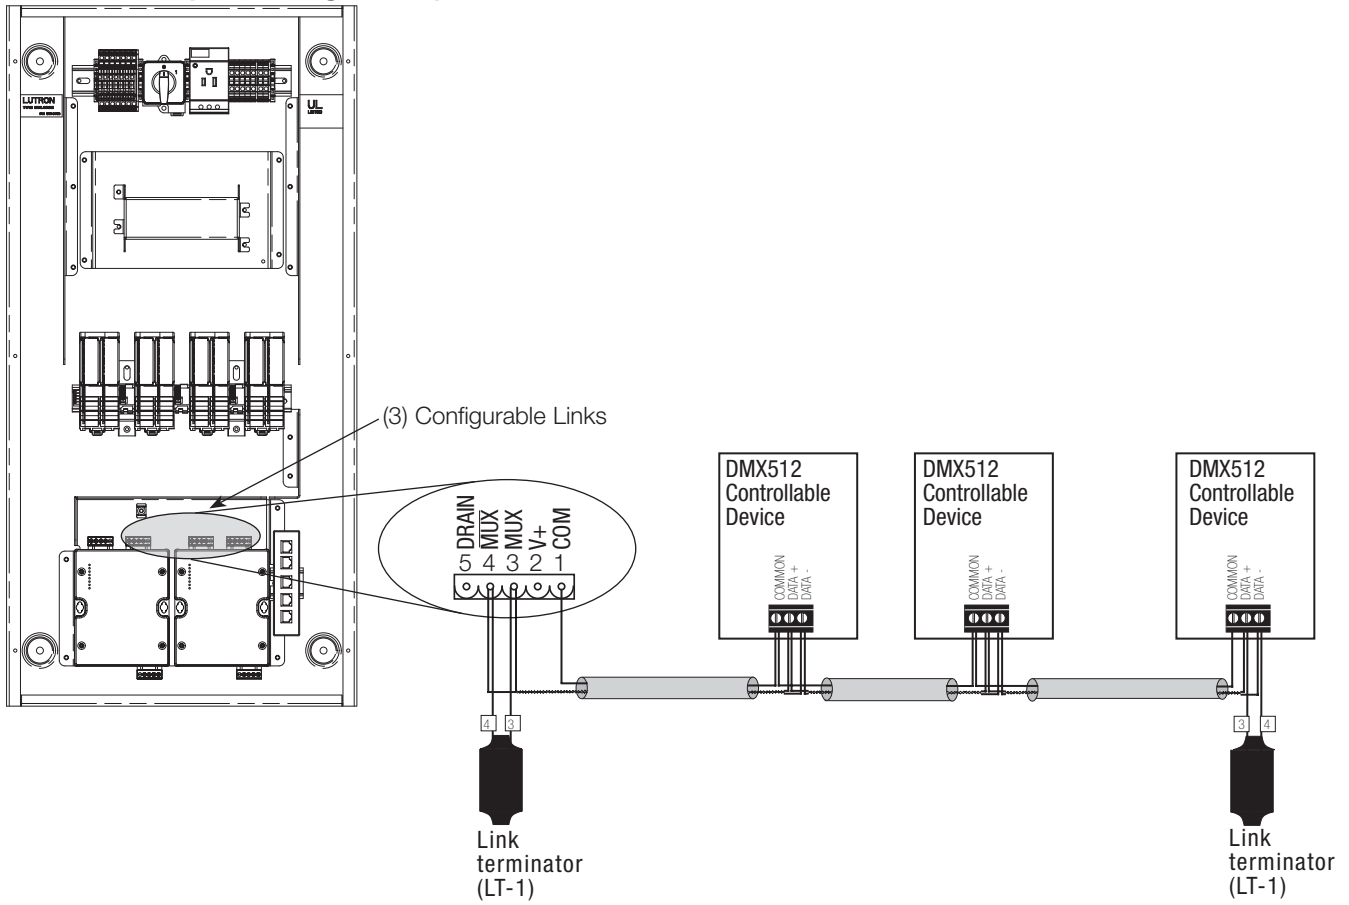 LUTRON
UL
LISTED
(3) Configurable Links
DRAIN
MUX
MUX
V+
COM
5 4 3 2 1
DMX512
Controllable
Device
COMMON
DATA +
DATA -
DMX512
Controllable
Device
COMMON
DATA +
DATA -
DMX512
Controllable
Device
COMMON
DATA +
DATA -
4 3
Link
terminator
(LT-1)
3 4
Link
terminator
(LT-1)